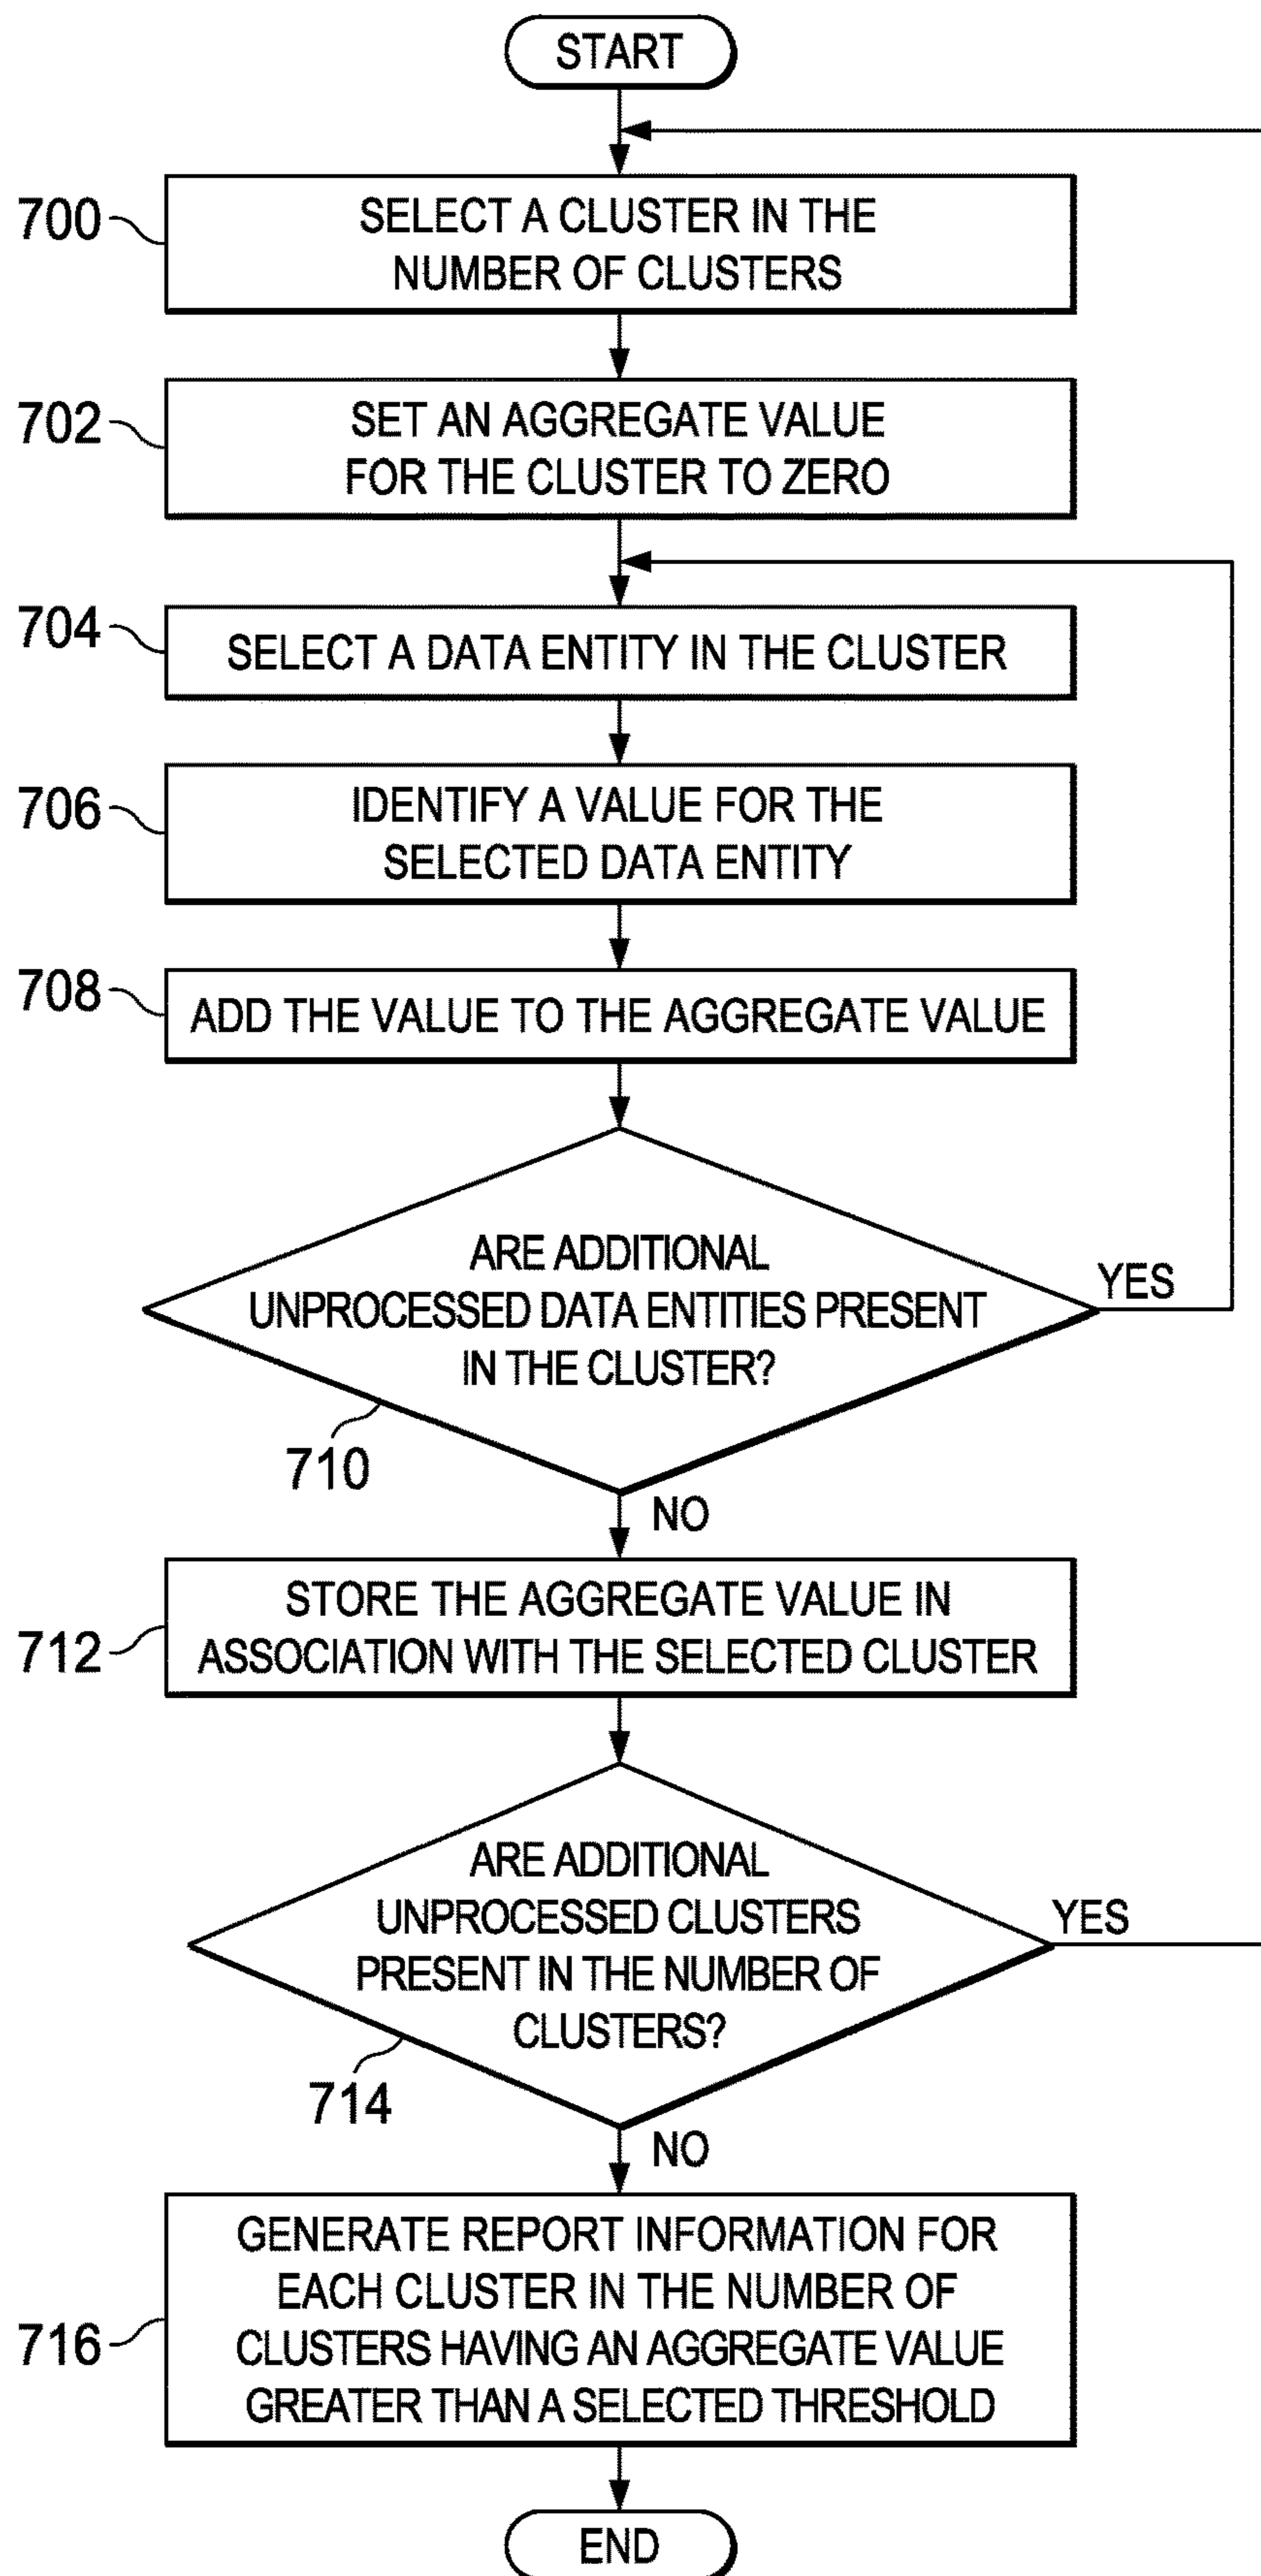 START
700
SELECT A CLUSTER IN THE
NUMBER OF CLUSTERS
702
SET AN AGGREGATE VALUE
FOR THE CLUSTER TO ZERO
704
SELECT A DATA ENTITY IN THE CLUSTER
706
IDENTIFY A VALUE FOR THE
SELECTED DATA ENTITY
708
ADD THE VALUE TO THE AGGREGATE VALUE
ARE ADDITIONAL
UNPROCESSED DATA ENTITIES PRESENT
IN THE CLUSTER?
YES
710
NO
712
STORE THE AGGREGATE VALUE IN
ASSOCIATION WITH THE SELECTED CLUSTER
ARE ADDITIONAL
UNPROCESSED CLUSTERS
PRESENT IN THE NUMBER OF
CLUSTERS?
YES
714
NO
716
GENERATE REPORT INFORMATION FOR
EACH CLUSTER IN THE NUMBER OF
CLUSTERS HAVING AN AGGREGATE VALUE
GREATER THAN A SELECTED THRESHOLD
END